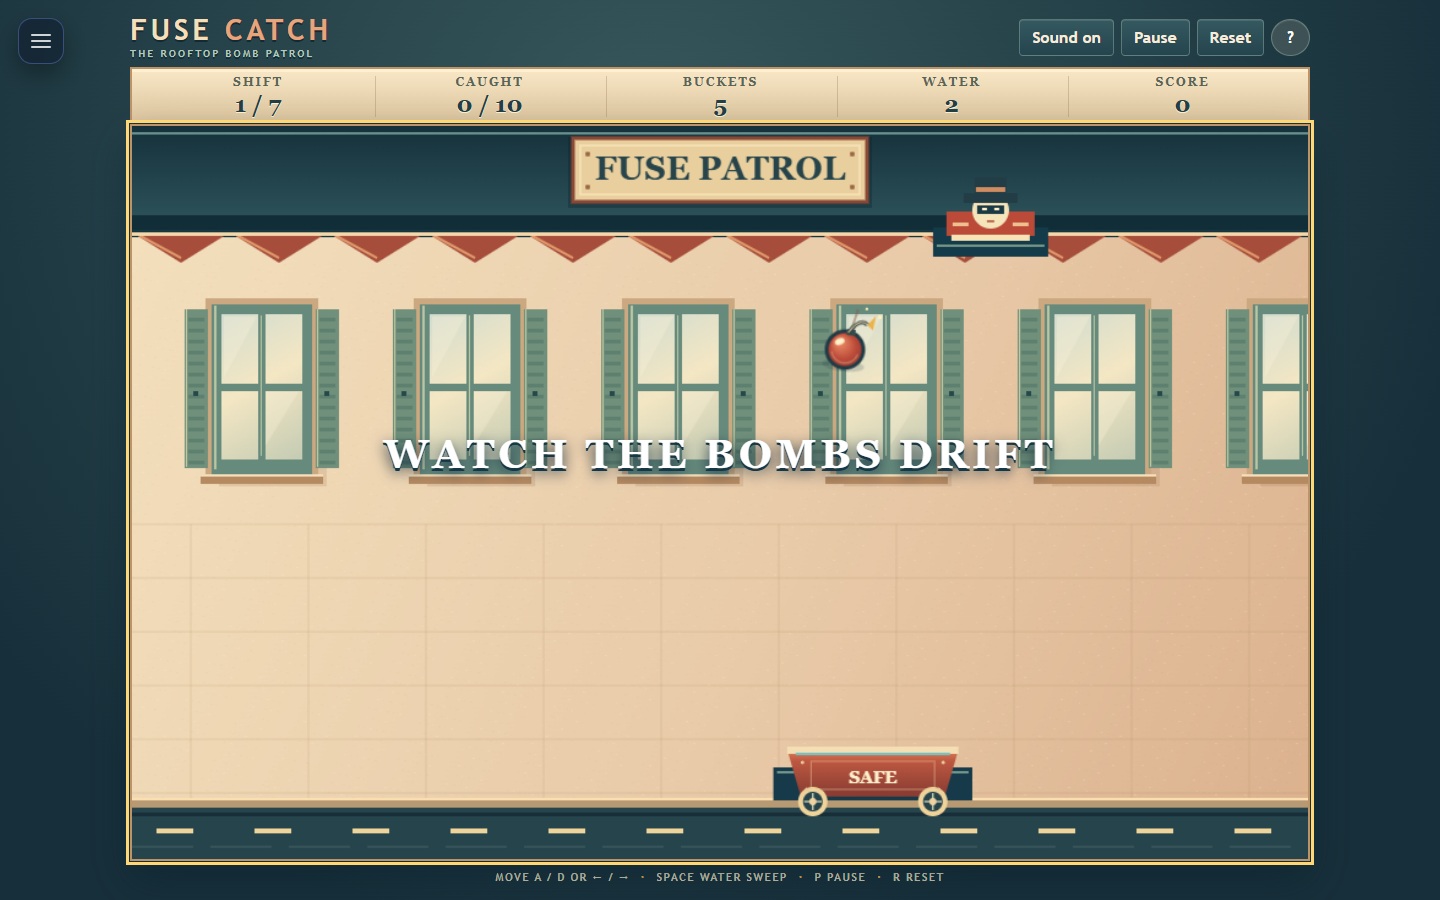 FUSE CATCH
THE ROOFTOP BOMB PATROL
Sound on
Pause
Reset
?
SHIFT
CAUGHT
BUCKETS
WATER
SCORE
1 / 7
0 / 10
5
2
0
FUSE PATROL
WATCH THE BOMBS DRIFT
SAFE
MOVE A / D OR ← / → · SPACE WATER SWEEP · P PAUSE · R RESET